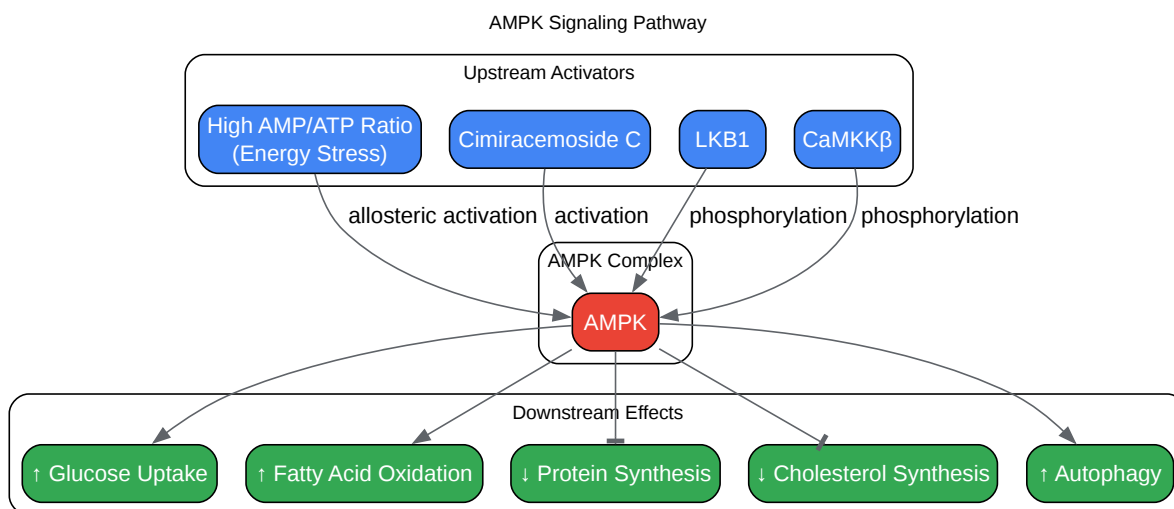 AMPK Signaling Pathway
Upstream Activators
High AMP/ATP Ratio
(Energy Stress)
Cimiracemoside C
LKB1
CaMKKβ
allosteric activation
activation
phosphorylation
phosphorylation
AMPK Complex
AMPK
Downstream Effects
↑ Glucose Uptake
↑ Fatty Acid Oxidation
↓ Protein Synthesis
↓ Cholesterol Synthesis
↑ Autophagy